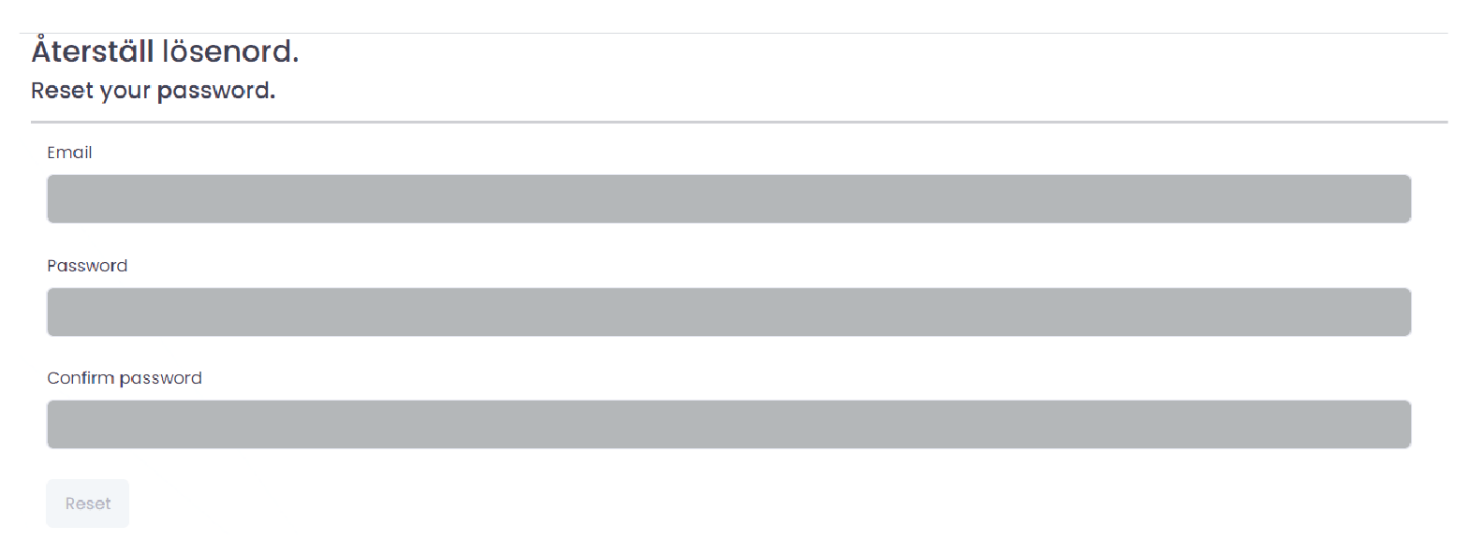 Återställ lösenord.
Reset your password.
Email
Password
Confirm password
Reset